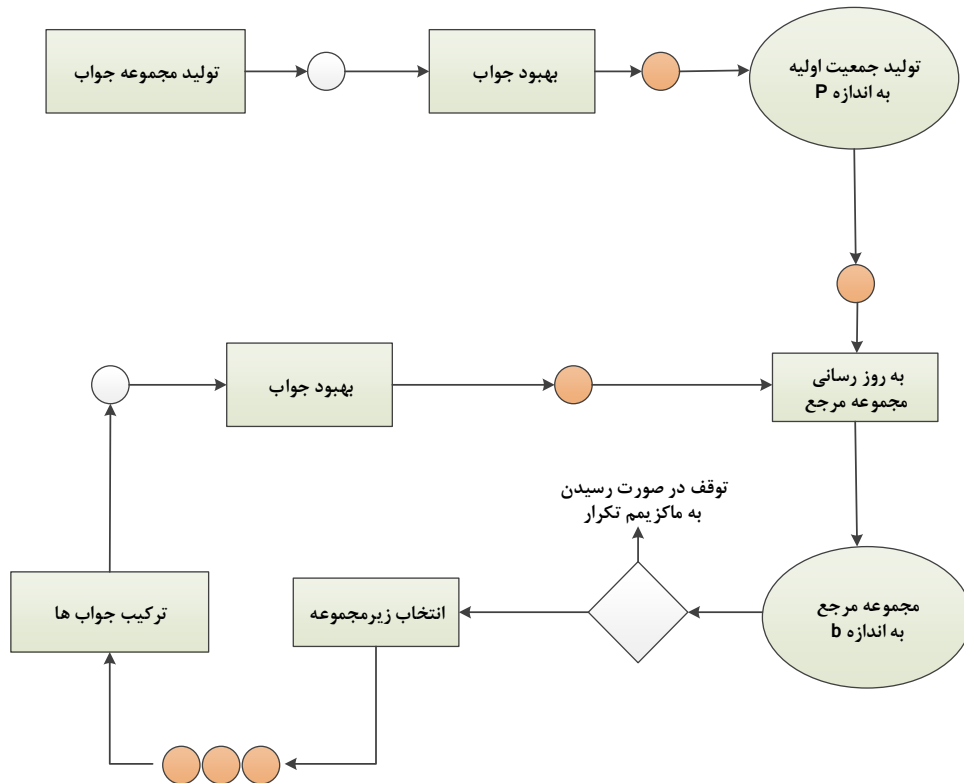 تولید مجموعه جواب
بهبود جواب
تولید جمعیت اولیه
به اندازه P
بهبود جواب
به روز رسانی
مجموعه مرجع
توقف در صورت رسیدن
به ماکزیمم تکرار
ترکیب جواب ها
انتخاب زیرمجموعه
مجموعه مرجع
به اندازه b